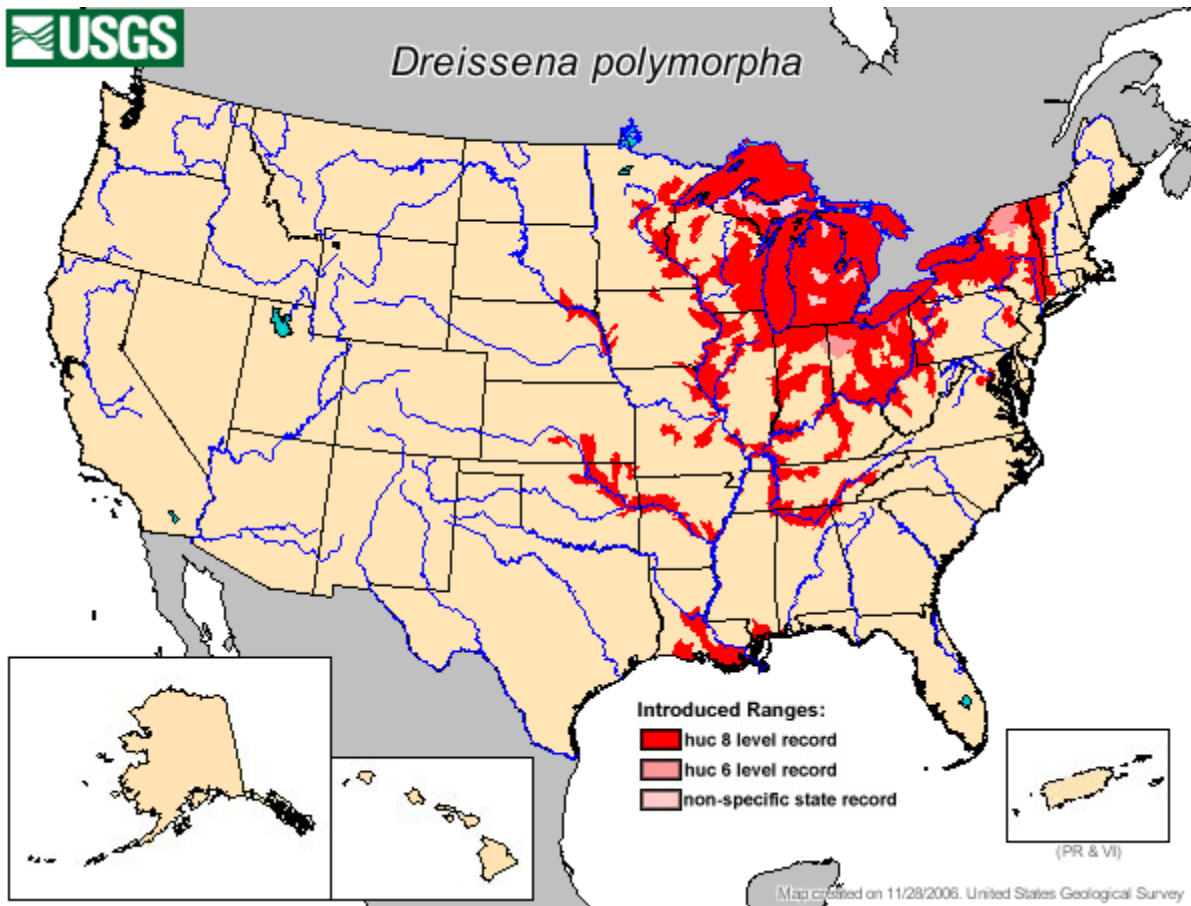 USGS
Dreissena polymorpha
Introduced Ranges:
huc 8 level record
huc 6 level record
non-specific state record
(PR & VI)
Map created on 11/28/2006. United States Geological Survey